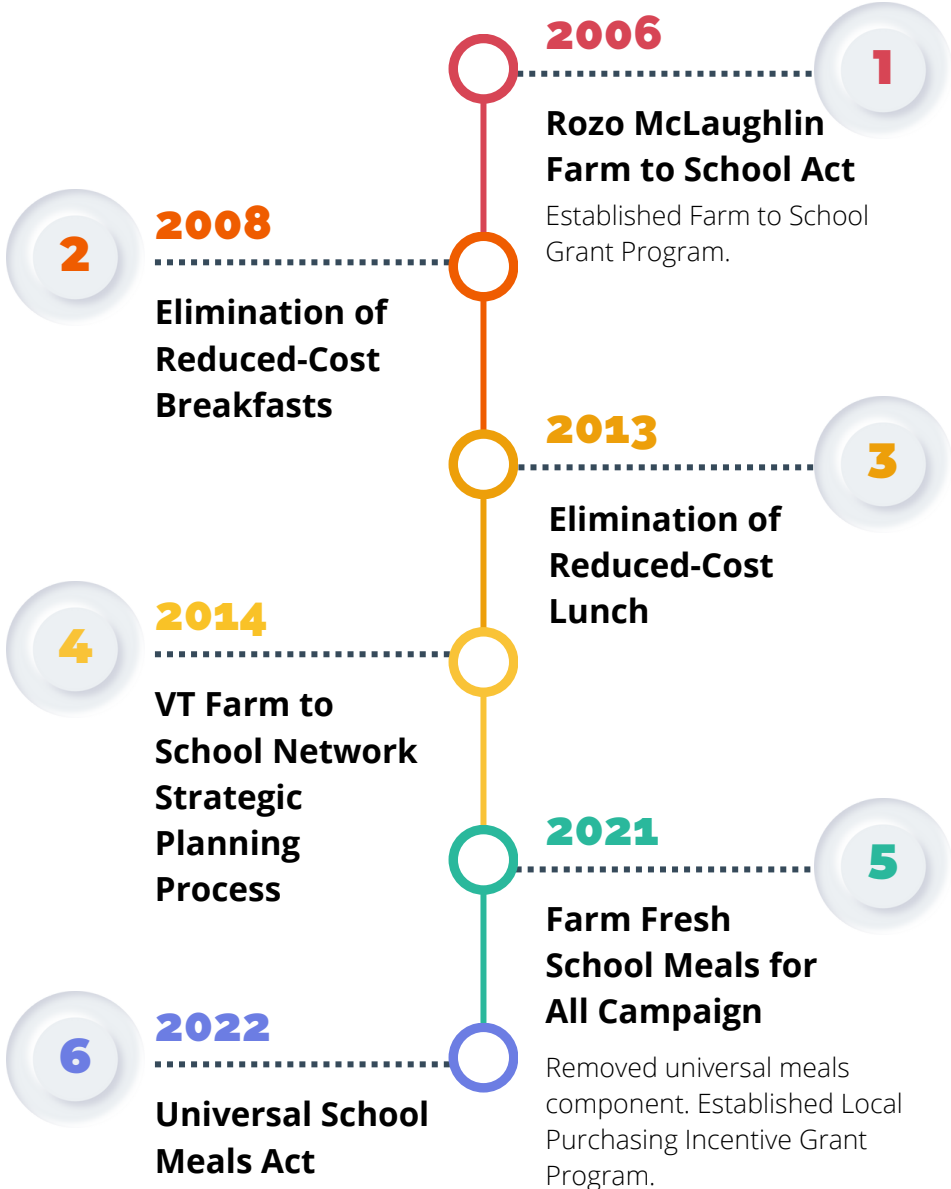 2006
1
Rozo McLaughlin
Farm to School Act
Established Farm to School
Grant Program.
2
2008
Elimination of
Reduced-Cost
Breakfasts
2013
3
Elimination of
Reduced-Cost
Lunch
4
2014
VT Farm to
School Network
Strategic
Planning
Process
2021
5
Farm Fresh
School Meals for
All Campaign
Removed universal meals
component. Established Local
Purchasing Incentive Grant
Program.
6
2022
Universal School
Meals Act